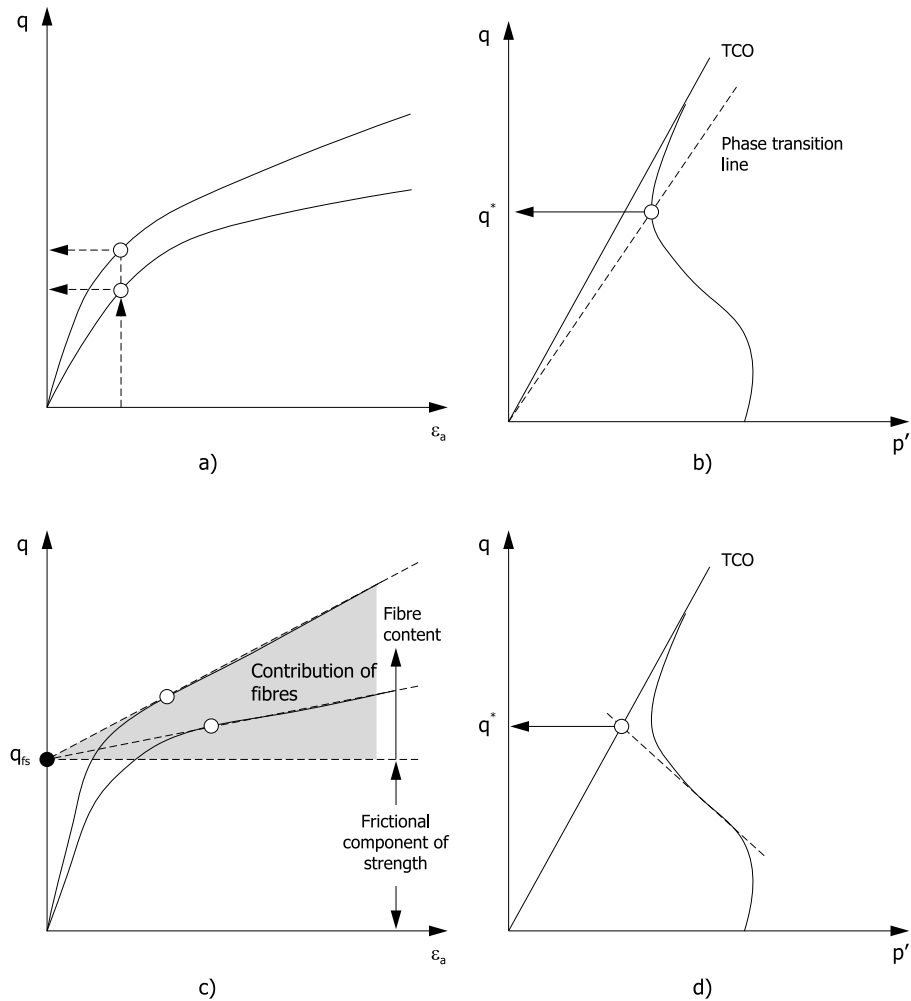 q
εa
a)
q
TCO
Phase transition
line
q*
p′
b)
q
Fibre
content
Contribution of
fibres
qfs
Frictional
component of
strength
εa
c)
q
TCO
q*
p′
d)